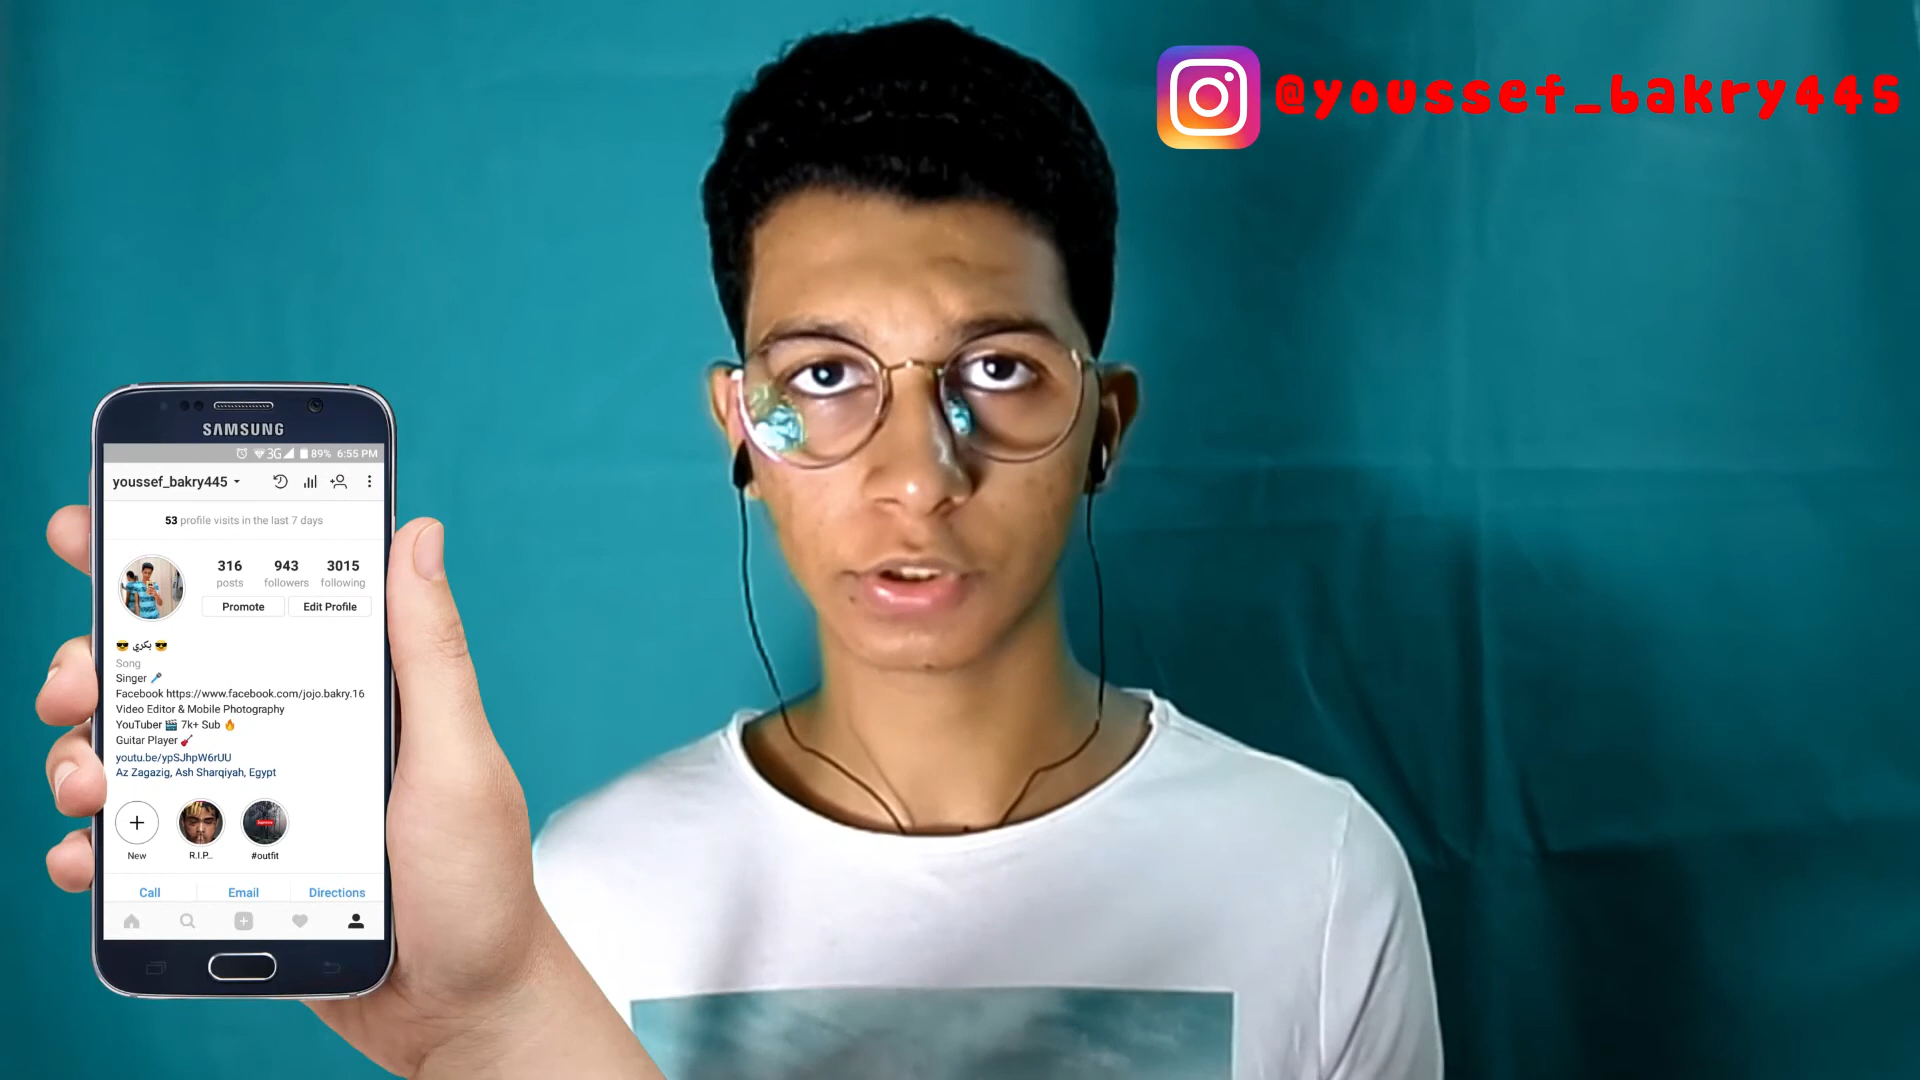 @youssef_bakry445
SAMSUNG
3G 89% 6:55 PM
youssef_bakry445
53 profile visits in the last 7 days
316 943 3015
posts followers following
Promote Edit Profile
😎 بكري 😎
Song
Singer 🎤
Facebook https://www.facebook.com/jojo.bakry.16
Video Editor & Mobile Photography
YouTuber 🎬 7k+ Sub 🔥
Guitar Player 🎸
youtu.be/ypSJhpW6rUU
Az Zagazig, Ash Sharqiyah, Egypt
New R.I.P... #outfit
Call Email Directions